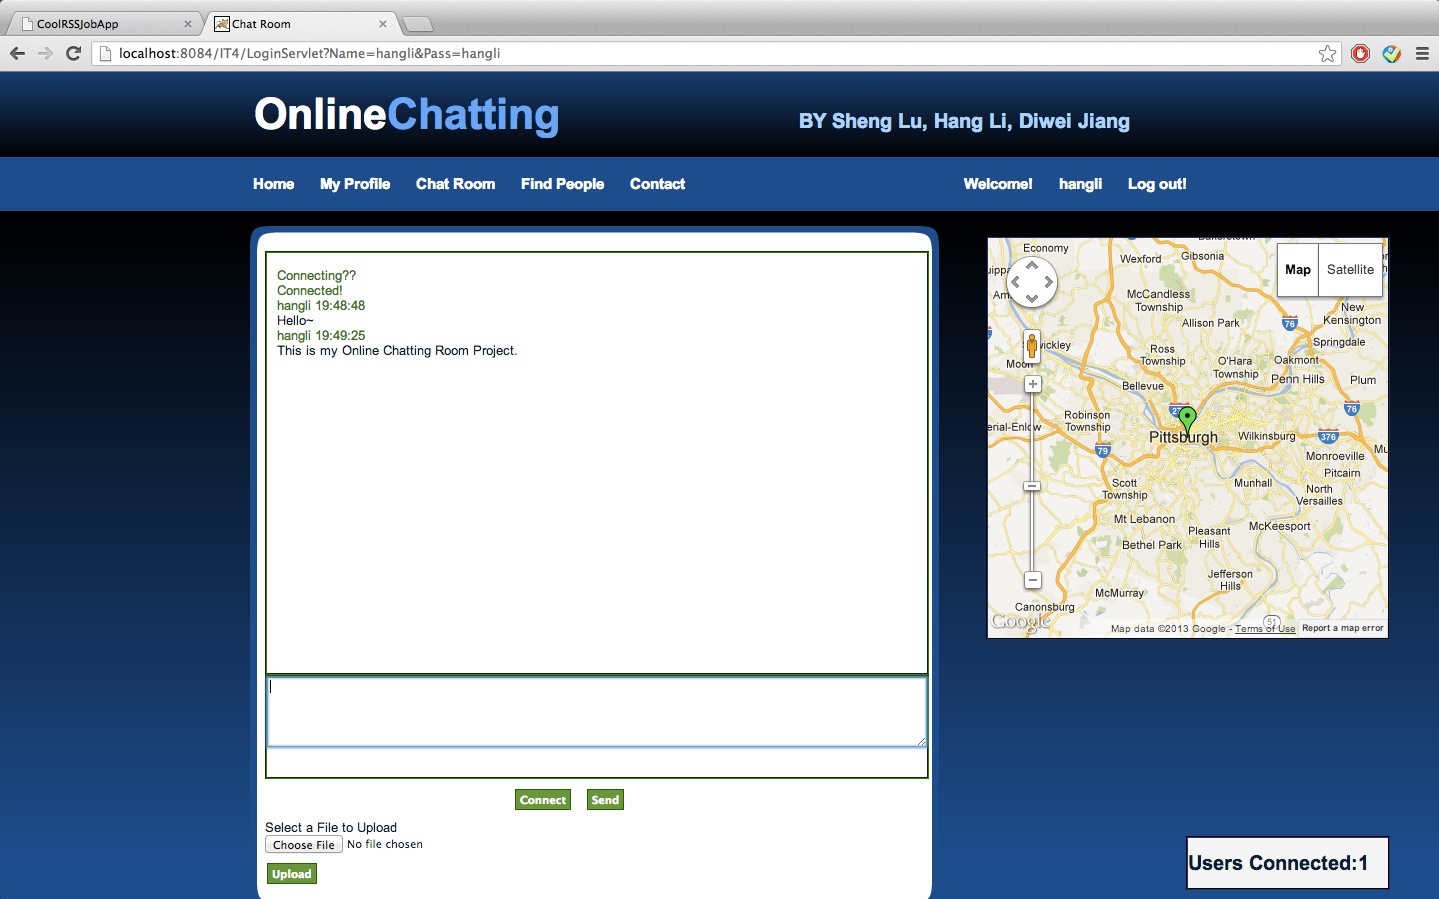 CoolRSSJobApp
Chat Room
localhost:8084/IT4/LoginServlet?Name=hangli&Pass=hangli
OnlineChatting
BY Sheng Lu, Hang Li, Diwei Jiang
Home My Profile Chat Room Find People Contact
Welcome! hangli Log out!
Connecting??
Connected!
hangli 19:48:48
Hello~
hangli 19:49:25
This is my Online Chatting Room Project.
Connect Send
Select a File to Upload
Choose File No file chosen
Upload
Map Satellite
Economy
Wexford
Gibsonia
McCandless
Township
New
Kensington
76
Allison Park
Springdale
Ross
Township
O'Hara
Township
Oakmont
Moon
Penn Hills
Plum
Bellevue
76
Robinson
Township
Pittsburgh
Wilkinsburg
376
79
Monroeville
Pitcairn
Scott
Township
Munhall
North
Versailles
Mt Lebanon
McKeesport
Pleasant
Hills
Bethel Park
Jefferson
Hills
McMurray
Canonsburg
51
Google
Map data ©2013 Google - Terms of Use
Report a map error
Users Connected:1